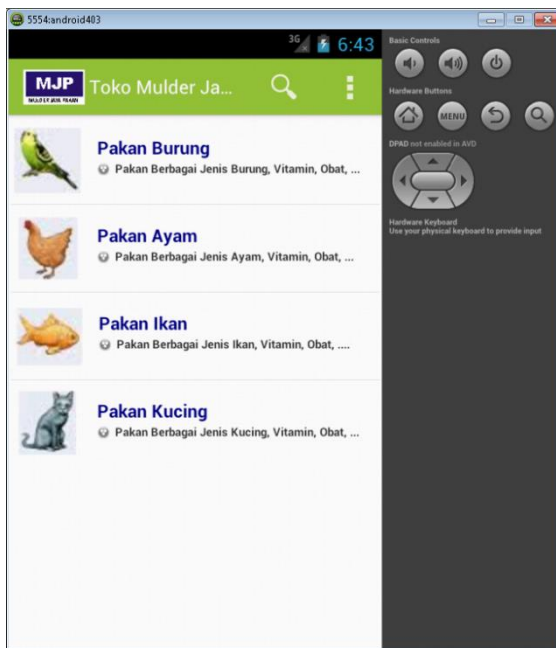 5554:android403
3G 6:43
MJP
Toko Mulder Ja...
Pakan Burung
Pakan Berbagai Jenis Burung, Vitamin, Obat, ...
Pakan Ayam
Pakan Berbagai Jenis Ayam, Vitamin, Obat, ...
Pakan Ikan
Pakan Berbagai Jenis Ikan, Vitamin, Obat, ....
Pakan Kucing
Pakan Berbagai Jenis Kucing, Vitamin, Obat, ...
Basic Controls
Hardware Buttons
MENU
DPAD not enabled in AVD
Hardware Keyboard
Use your physical keyboard to provide input